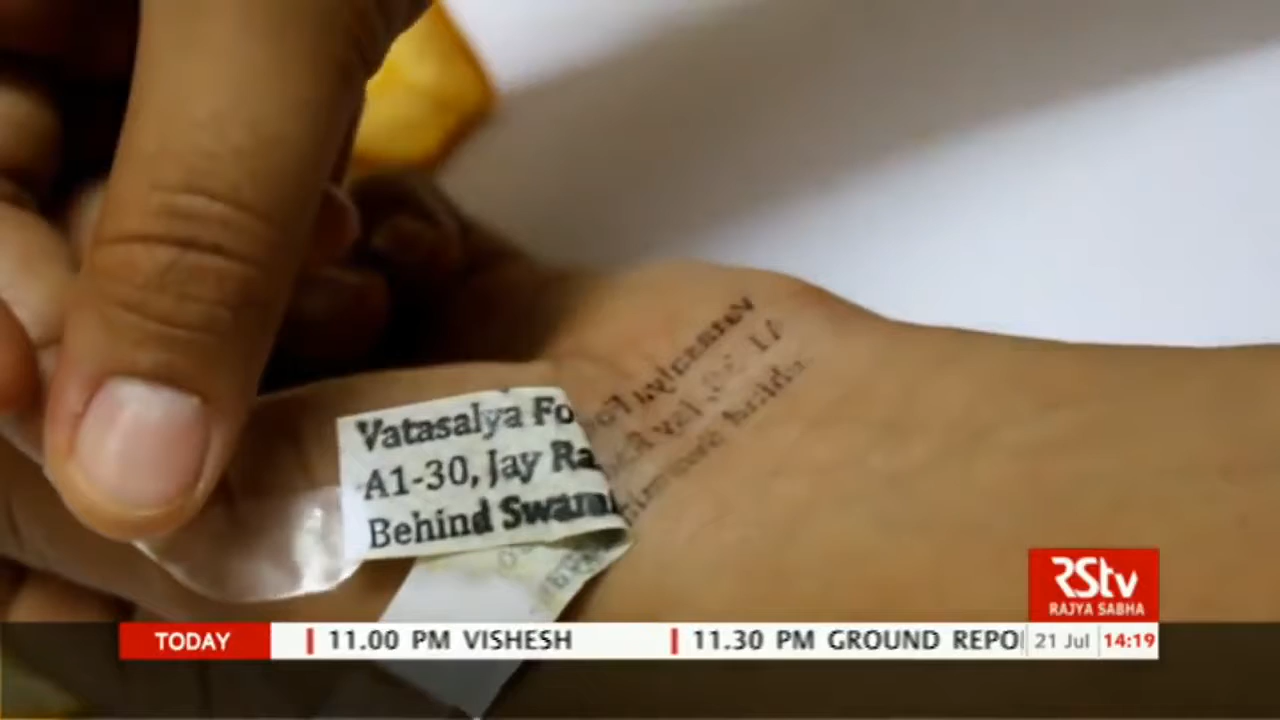 Vatasalya Fo
A1-30, Jay Ra
Behind Swami
RSTV
RAJYA SABHA
TODAY
11.00 PM VISHESH
11.30 PM GROUND REPO
21 Jul
14:19